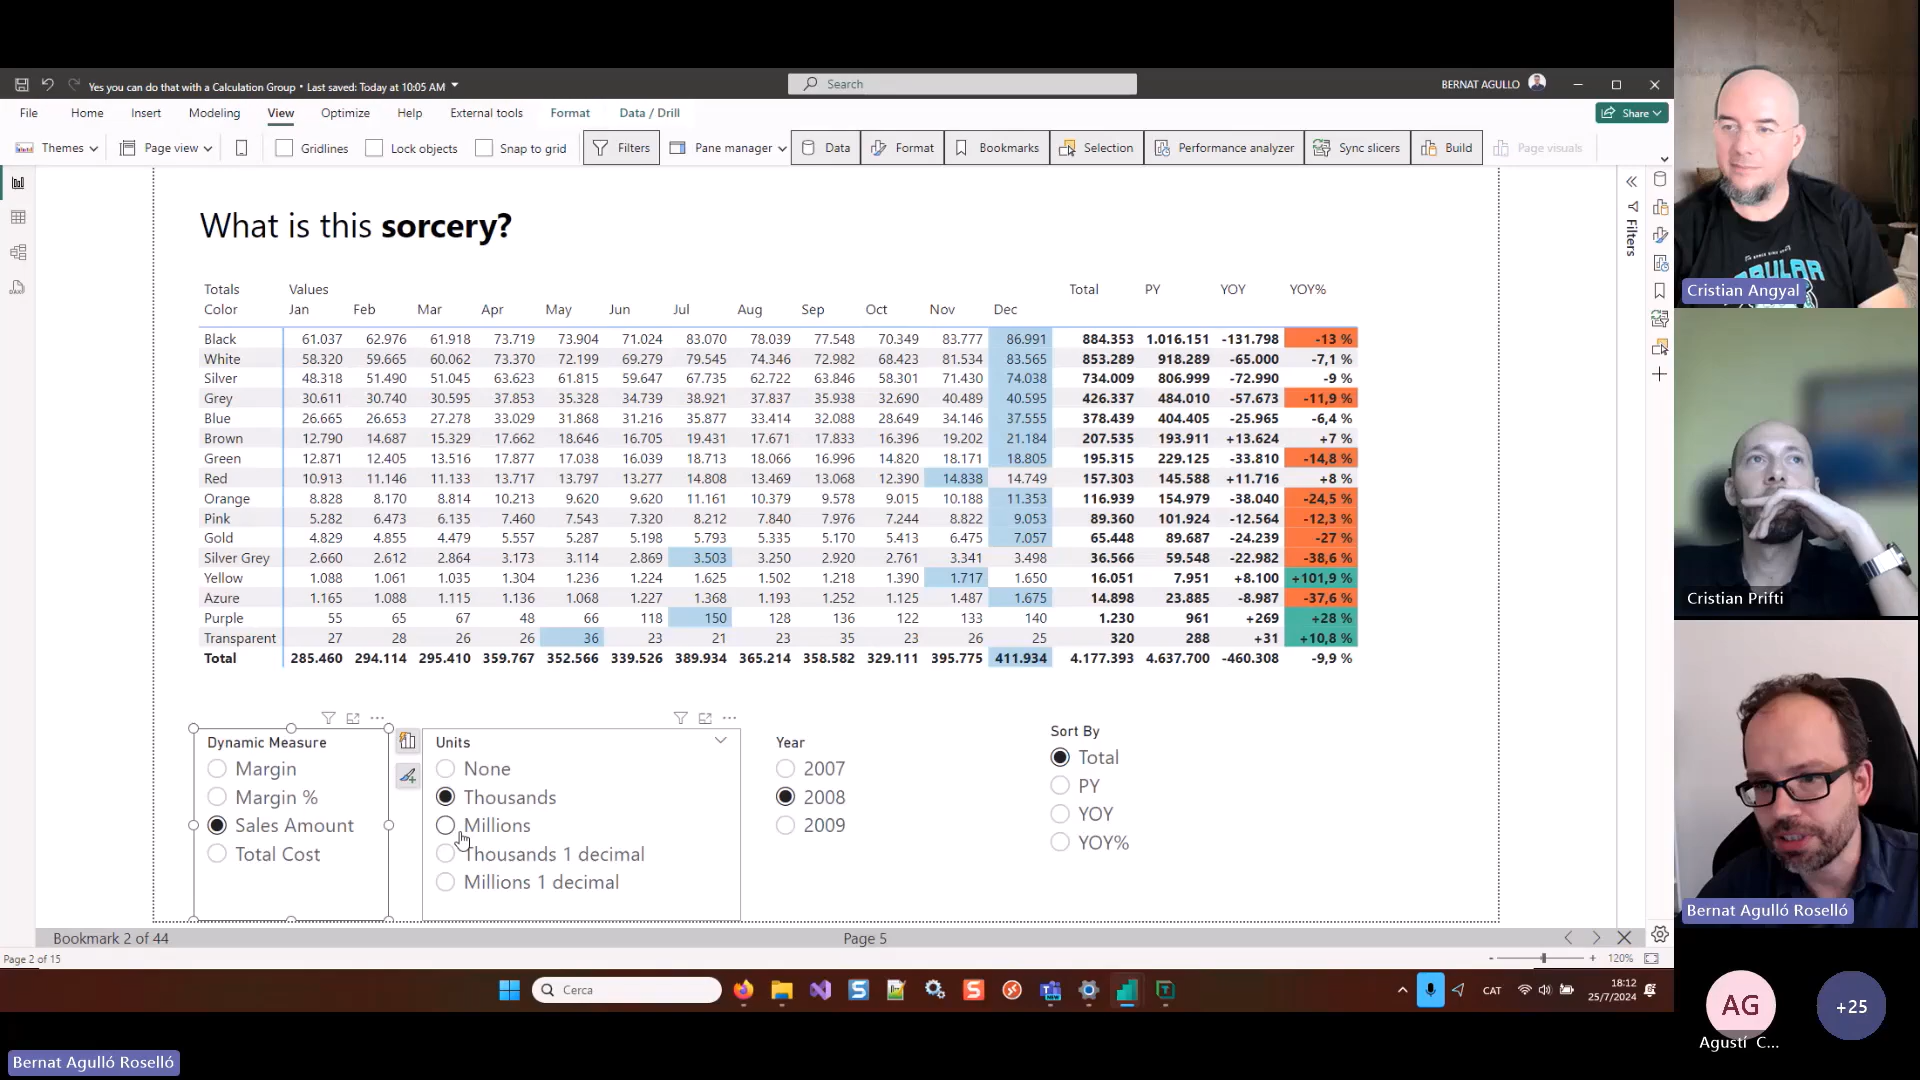 Yes you can do that with a Calculation Group • Last saved: Today at 10:05 AM
Search
BERNAT AGULLO
File Home Insert Modeling View Optimize Help External tools Format Data / Drill
Share
Themes Page view Gridlines Lock objects Snap to grid Filters Pane manager Data Format Bookmarks Selection Performance analyzer Sync slicers Build Page visuals
What is this sorcery?
Filters
Totals Values Total PY YOY YOY%
Color Jan Feb Mar Apr May Jun Jul Aug Sep Oct Nov Dec
Black 61.037 62.976 61.918 73.719 73.904 71.024 83.070 78.039 77.548 70.349 83.777 86.991 884.353 1.016.151 -131.798 -13 %
White 58.320 59.665 60.062 73.370 72.199 69.279 79.545 74.346 72.982 68.423 81.534 83.565 853.289 918.289 -65.000 -7,1 %
Silver 48.318 51.490 51.045 63.623 61.815 59.647 67.735 62.722 63.846 58.301 71.430 74.038 734.009 806.999 -72.990 -9 %
Grey 30.611 30.740 30.595 37.853 35.328 34.739 38.921 37.837 35.938 32.690 40.489 40.595 426.337 484.010 -57.673 -11,9 %
Blue 26.665 26.653 27.278 33.029 31.868 31.216 35.877 33.414 32.088 28.649 34.146 37.555 378.439 404.405 -25.965 -6,4 %
Brown 12.790 14.687 15.329 17.662 18.646 16.705 19.431 17.671 17.833 16.396 19.202 21.184 207.535 193.911 +13.624 +7 %
Green 12.871 12.405 13.516 17.877 17.038 16.039 18.713 18.066 16.996 14.820 18.171 18.805 195.315 229.125 -33.810 -14,8 %
Red 10.913 11.146 11.133 13.717 13.797 13.277 14.808 13.469 13.068 12.390 14.838 14.749 157.303 145.588 +11.716 +8 %
Orange 8.828 8.170 8.814 10.213 9.620 9.620 11.161 10.379 9.578 9.015 10.188 11.353 116.939 154.979 -38.040 -24,5 %
Pink 5.282 6.473 6.135 7.460 7.543 7.320 8.212 7.840 7.976 7.244 8.822 9.053 89.360 101.924 -12.564 -12,3 %
Gold 4.829 4.855 4.479 5.557 5.287 5.198 5.793 5.335 5.170 5.413 6.475 7.057 65.448 89.687 -24.239 -27 %
Silver Grey 2.660 2.612 2.864 3.173 3.114 2.869 3.503 3.250 2.920 2.761 3.341 3.498 36.566 59.548 -22.982 -38,6 %
Yellow 1.088 1.061 1.035 1.304 1.236 1.224 1.625 1.502 1.218 1.390 1.717 1.650 16.051 7.951 +8.100 +101,9 %
Azure 1.165 1.088 1.115 1.136 1.068 1.227 1.368 1.193 1.252 1.125 1.487 1.675 14.898 23.885 -8.987 -37,6 %
Purple 55 65 67 48 66 118 150 128 136 122 133 140 1.230 961 +269 +28 %
Transparent 27 28 26 26 36 23 21 23 35 23 26 25 320 288 +31 +10,8 %
Total 285.460 294.114 295.410 359.767 352.566 339.526 389.934 365.214 358.582 329.111 395.775 411.934 4.177.393 4.637.700 -460.308 -9,9 %
Dynamic Measure
Margin
Margin %
Sales Amount
Total Cost
Units
None
Thousands
Millions
Thousands 1 decimal
Millions 1 decimal
Year
2007
2008
2009
Sort By
Total
PY
YOY
YOY%
Bookmark 2 of 44 Page 5
Page 2 of 15 120%
Cerca
CAT
18:12
25/7/2024
Cristian Angyal
Cristian Prifti
Bernat Agulló Roselló
AG
Agustí C...
+25
Bernat Agulló Roselló